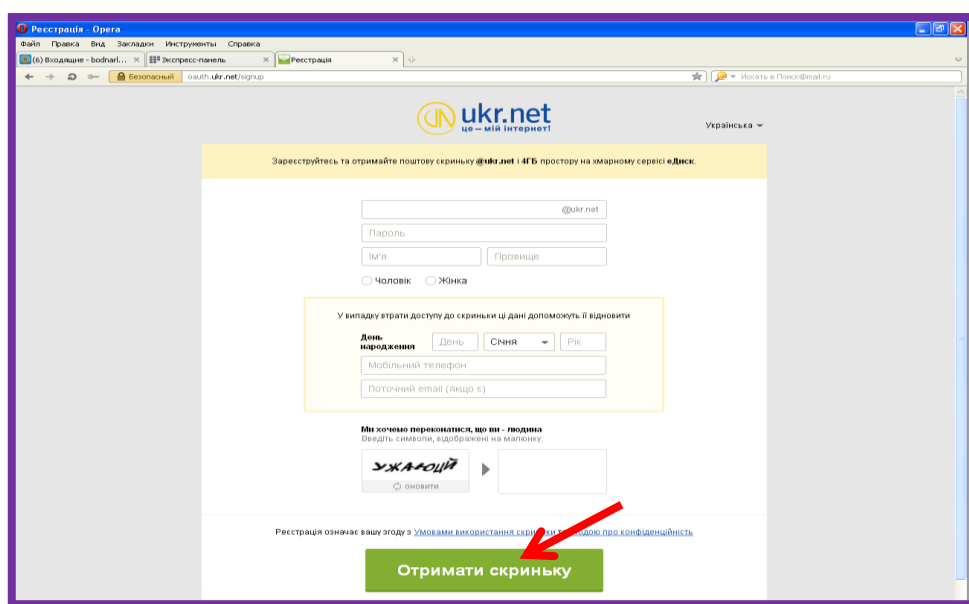 Реєстрація - Opera
Файл Правка Вид Закладки Инструменты Справка
(6) Входящие - bodnarl... Экспресс-панель Реєстрація
Безопасный oauth.ukr.net/signup Искать в Поиск@mail.ru
ukr.net
це – мій інтернет!
Українська
Зареєструйтесь та отримайте поштову скриньку @ukr.net і 4ГБ простору на хмарному сервісі eДиск.
@ukr.net
Пароль
Ім'я Прізвище
Чоловік Жінка
У випадку втрати доступу до скриньки ці дані допоможуть її відновити
День народження День Січня Рік
Мобільний телефон
Поточний email (якщо є)
Ми хочемо переконатися, що ви - людина
Введіть символи, відображені на малюнку.
оновити
Реєстрація означає вашу згоду з Умовами використання скриньки про конфіденційність
Отримати скриньку